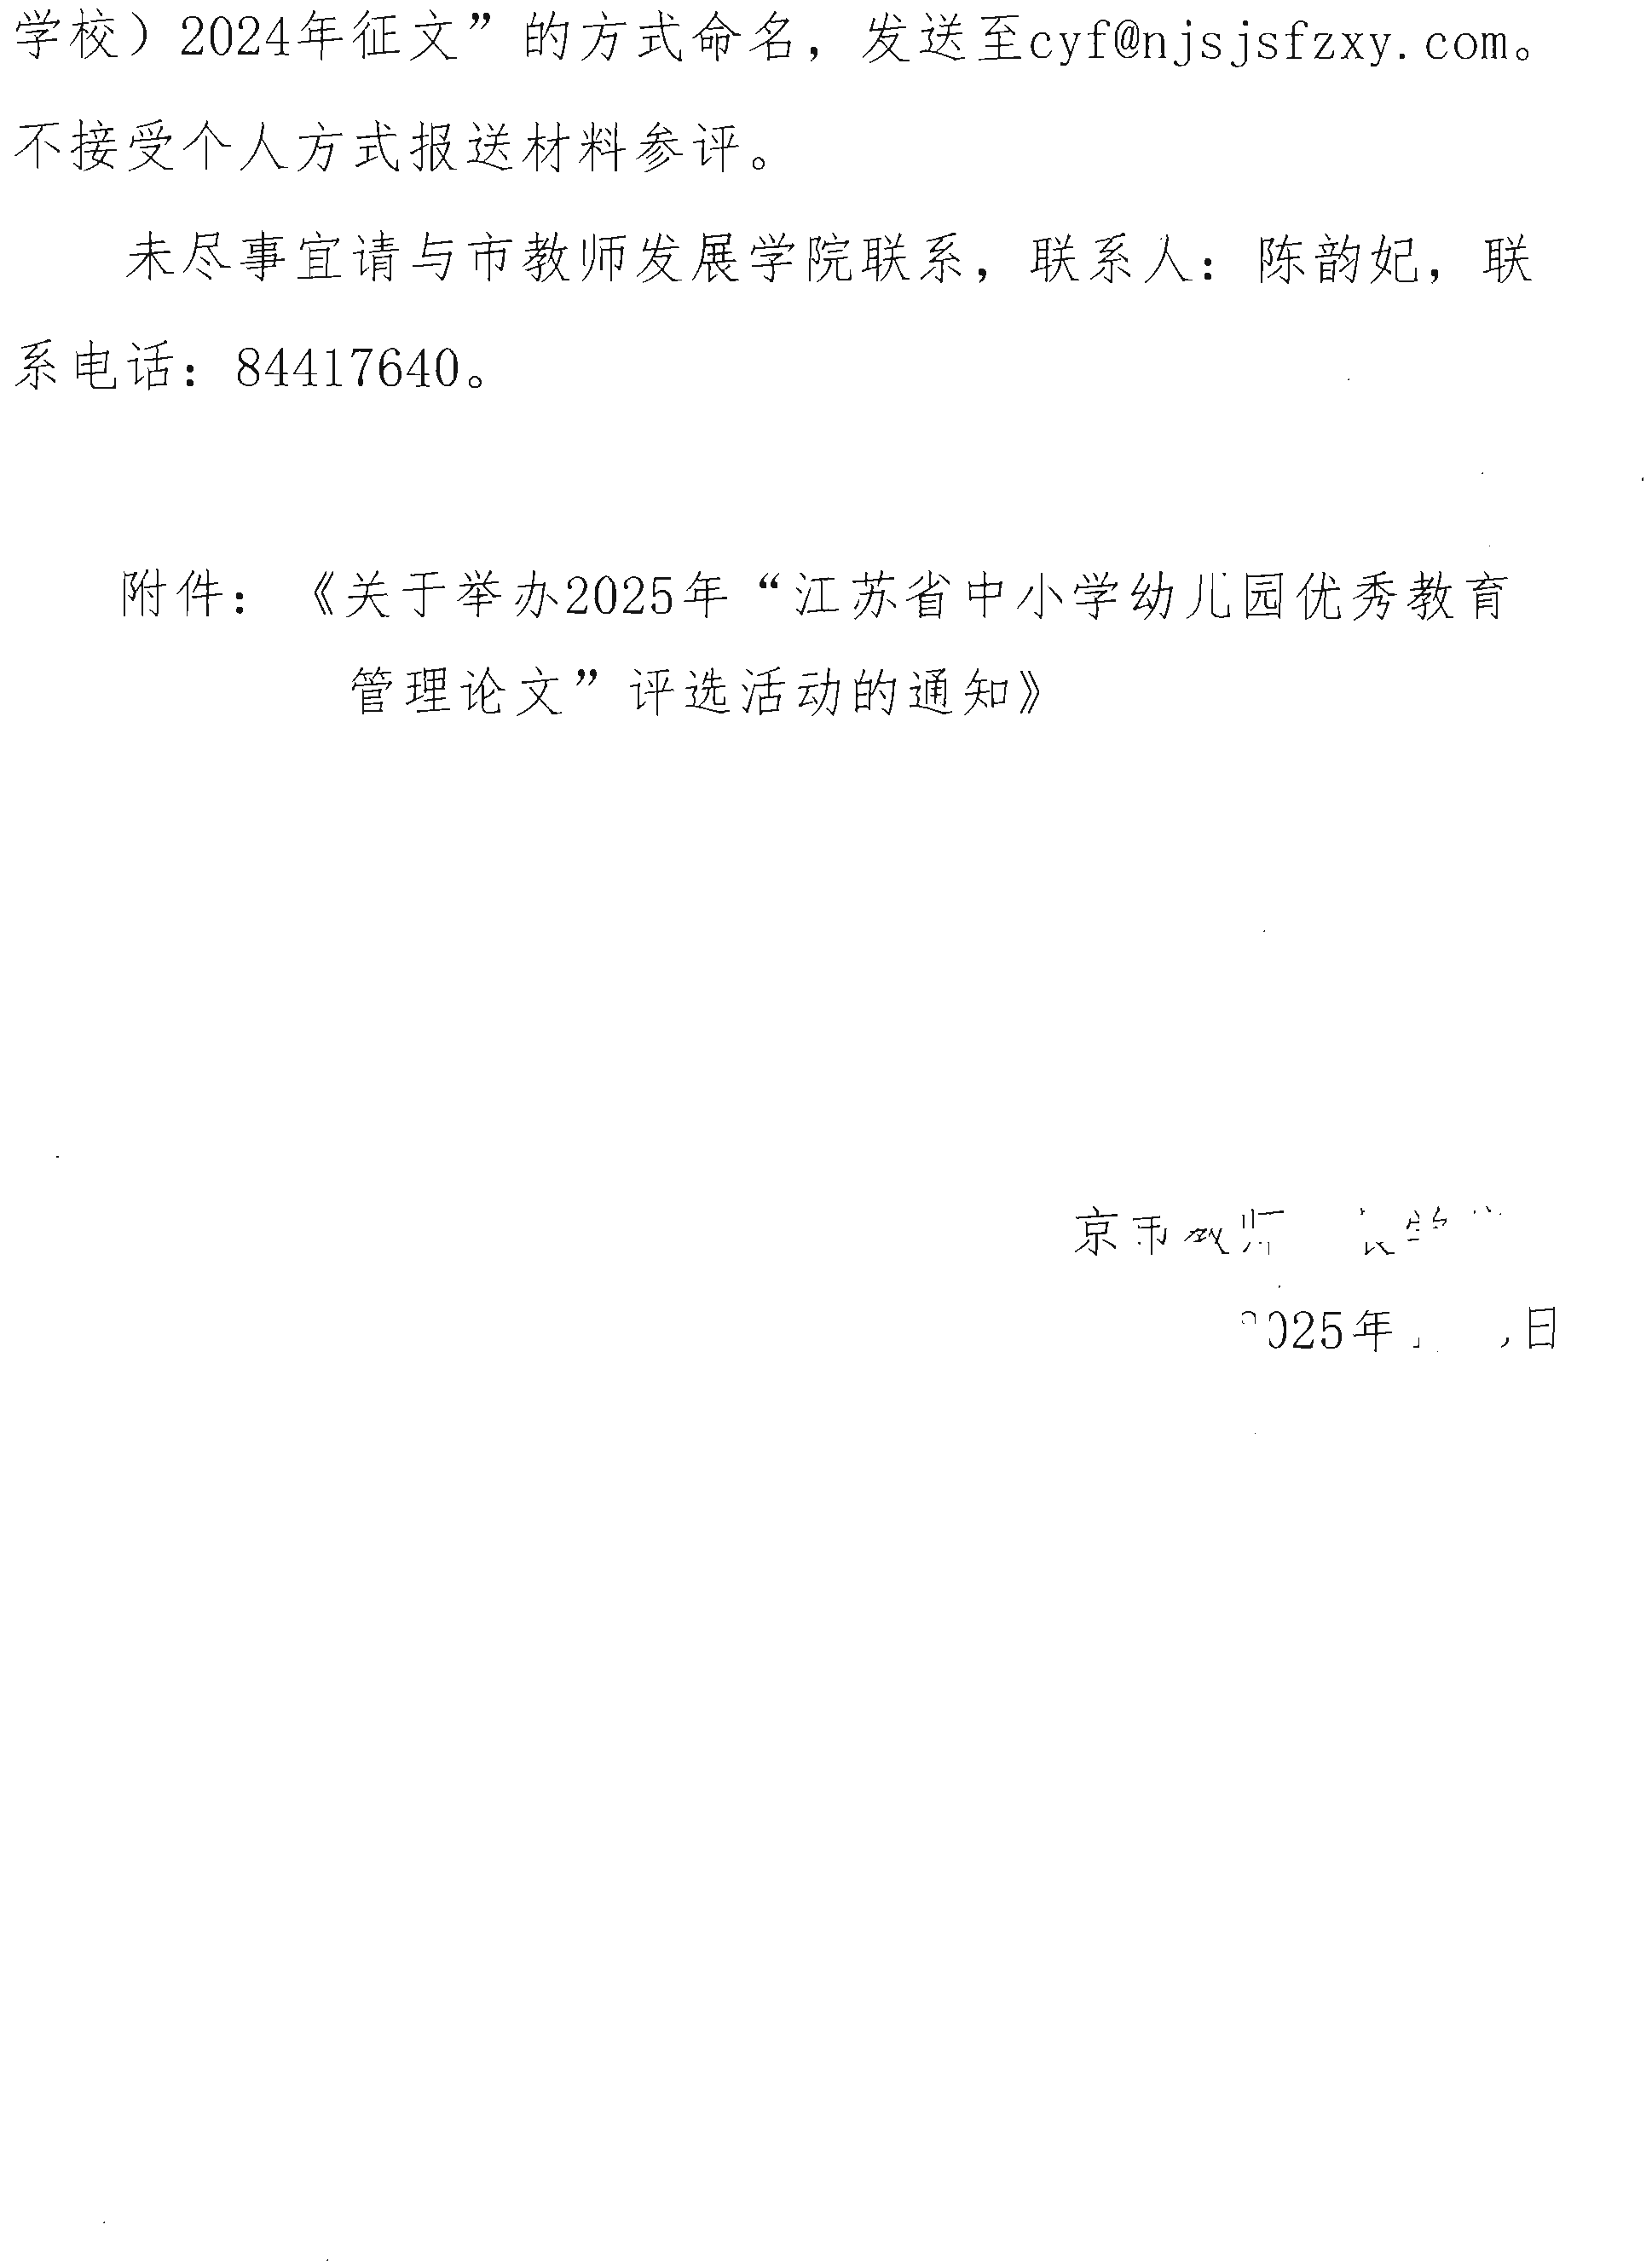 学校）2024年征文”的方式命名，发送至cyf@njsjsfzxy.com。
不接受个人方式报送材料参评。
未尽事宜请与市教师发展学院联系，联系人：陈韵妃，联
系电话：84417640。
附件：《关于举办2025年“江苏省中小学幼儿园优秀教育
管理论文”评选活动的通知》
京市教师
025年 日